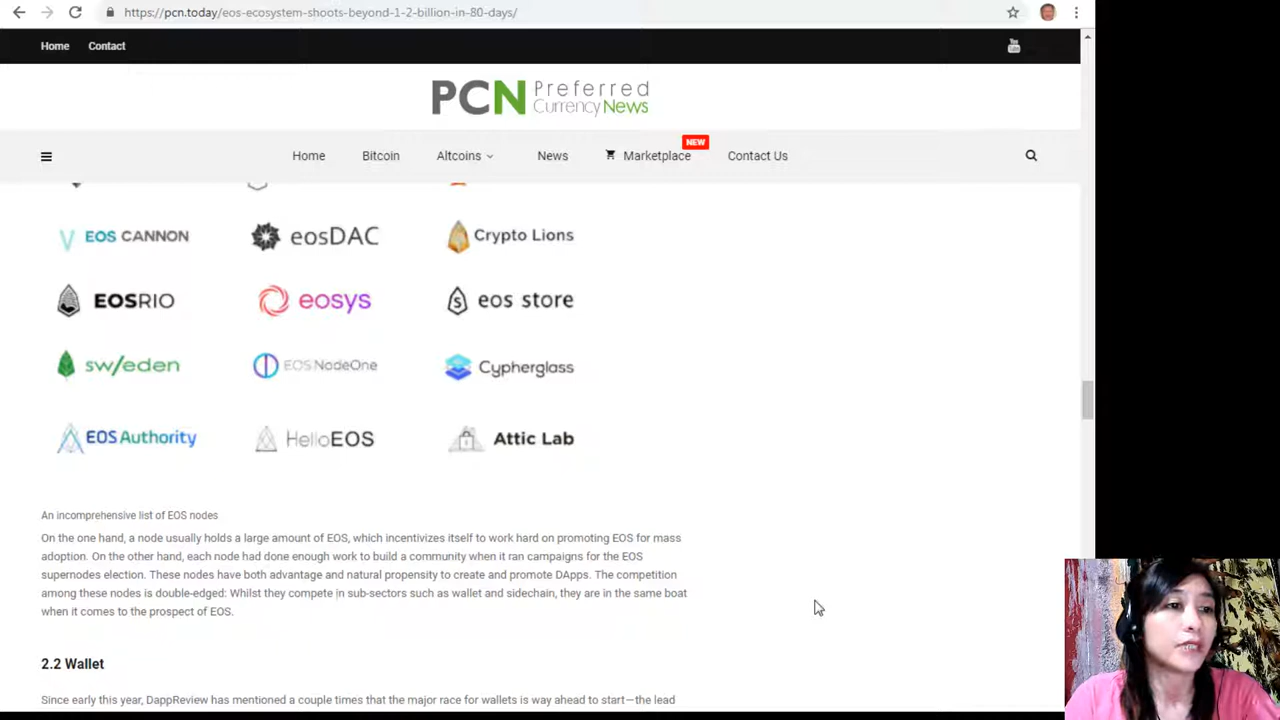 https://pcn.today/eos-ecosystem-shoots-beyond-1-2-billion-in-80-days/
Home Contact
You Tube
PCN Preferred Currency News
NEW
Home Bitcoin Altcoins News Marketplace Contact Us
EOS CANNON eosDAC Crypto Lions
EOSRIO eosys eos store
sw/eden EOS NodeOne Cypherglass
EOS Authority HelloEOS Attic Lab
An incomprehensive list of EOS nodes
On the one hand, a node usually holds a large amount of EOS, which incentivizes itself to work hard on promoting EOS for mass
adoption. On the other hand, each node had done enough work to build a community when it ran campaigns for the EOS
supernodes election. These nodes have both advantage and natural propensity to create and promote DApps. The competition
among these nodes is double-edged: Whilst they compete in sub-sectors such as wallet and sidechain, they are in the same boat
when it comes to the prospect of EOS.
2.2 Wallet
Since early this year, DappReview has mentioned a couple times that the major race for wallets is way ahead to start—the lead